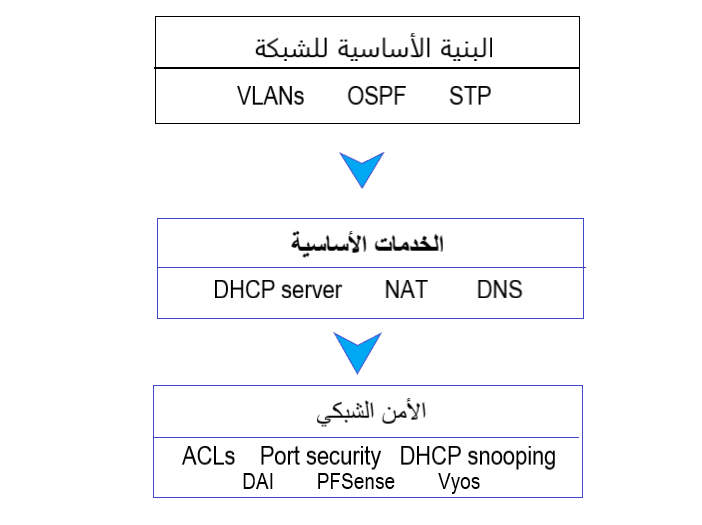 البنية الأساسية للشبكة
VLANs OSPF STP
الخدمات الأساسية
DHCP server NAT DNS
الأمن الشبكي
ACLs Port security DHCP snooping
DAI PFSense Vyos